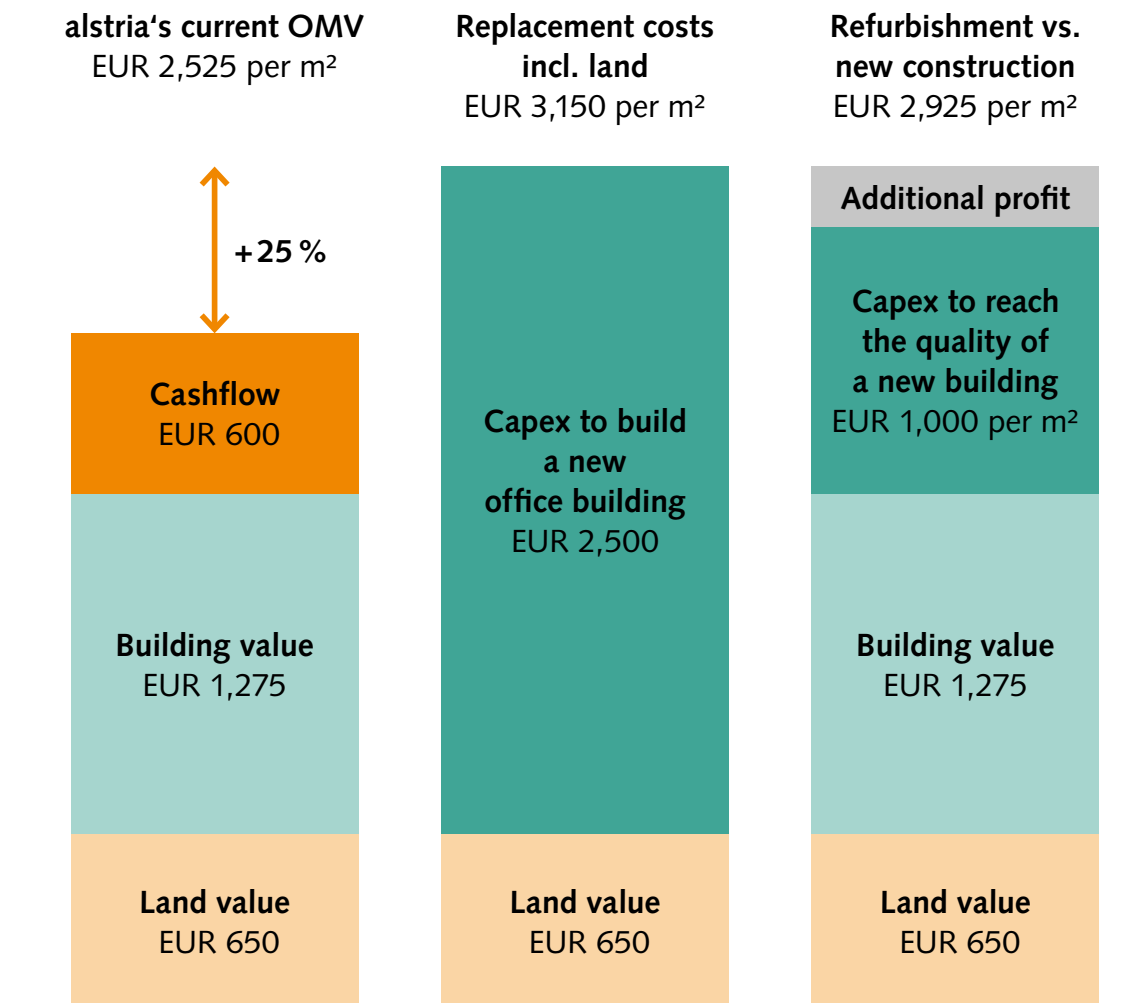 alstria‘s current OMV
EUR 2,525 per m²
+25 %
Cashflow
EUR 600
Building value
EUR 1,275
Land value
EUR 650
Replacement costs
incl. land
EUR 3,150 per m²
Capex to build
a new
office building
EUR 2,500
Land value
EUR 650
Refurbishment vs.
new construction
EUR 2,925 per m²
Additional profit
Capex to reach
the quality of
a new building
EUR 1,000 per m²
Building value
EUR 1,275
Land value
EUR 650